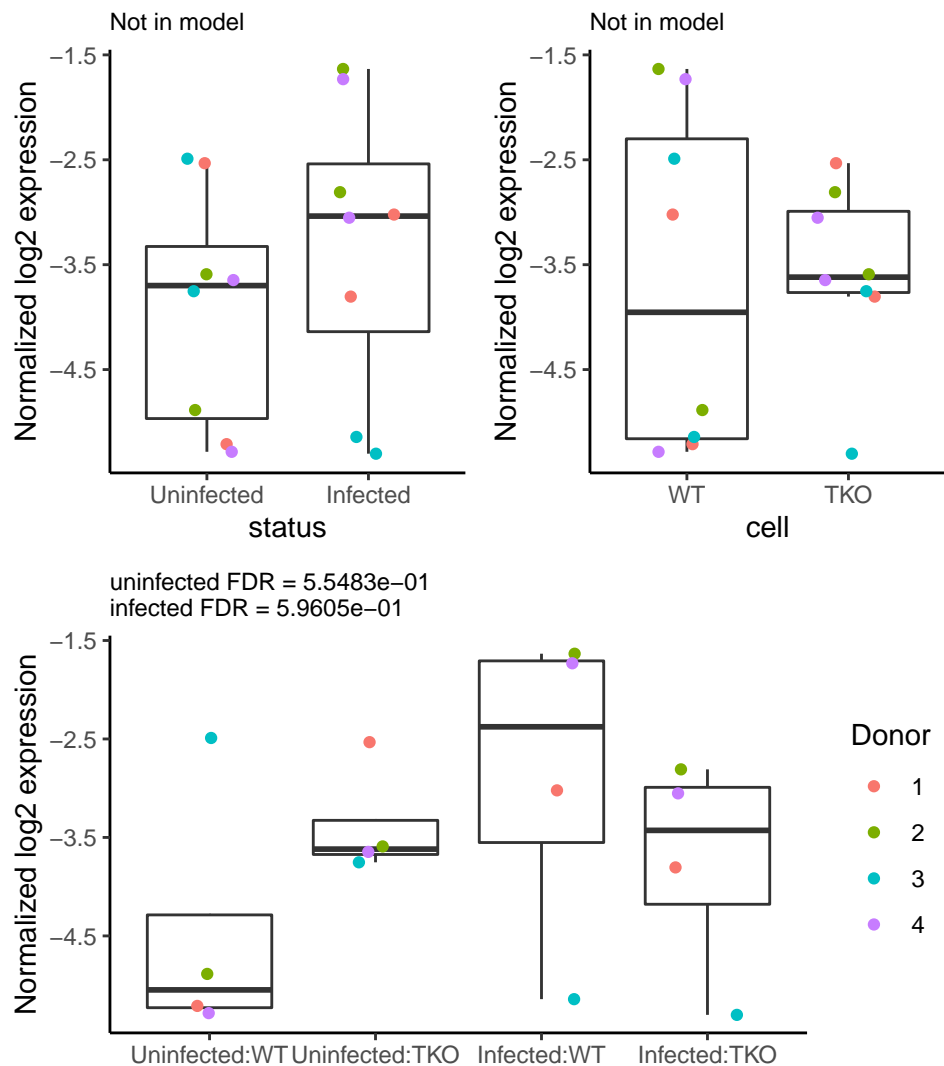 Not in model
Normalized log2 expression
−1.5
−2.5
−3.5
−4.5
Uninfected Infected
status
Not in model
Normalized log2 expression
−1.5
−2.5
−3.5
−4.5
WT TKO
cell
uninfected FDR = 5.5483e−01
infected FDR = 5.9605e−01
Normalized log2 expression
−1.5
−2.5
−3.5
−4.5
Uninfected:WT Uninfected:TKO Infected:WT Infected:TKO
Donor
1
2
3
4